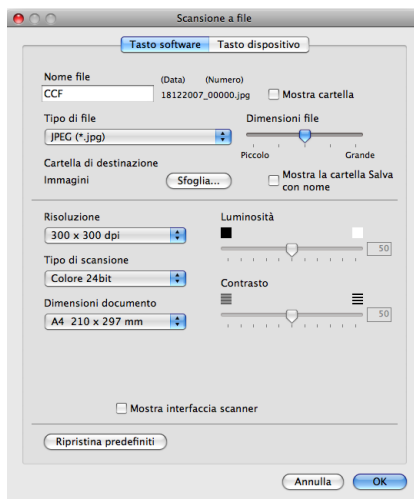 Scansione a file
Tasto software Tasto dispositivo
Nome file (Data) (Numero)
CCF 18122007_00000.jpg Mostra cartella
Tipo di file Dimensioni file
JPEG (*.jpg)
Piccolo Grande
Cartella di destinazione
Immagini Sfoglia... Mostra la cartella Salva
con nome
Risoluzione Luminosità
300 x 300 dpi
50
Tipo di scansione
Colore 24bit
Contrasto
Dimensioni documento
A4 210 x 297 mm 50
Mostra interfaccia scanner
Ripristina predefiniti
Annulla OK